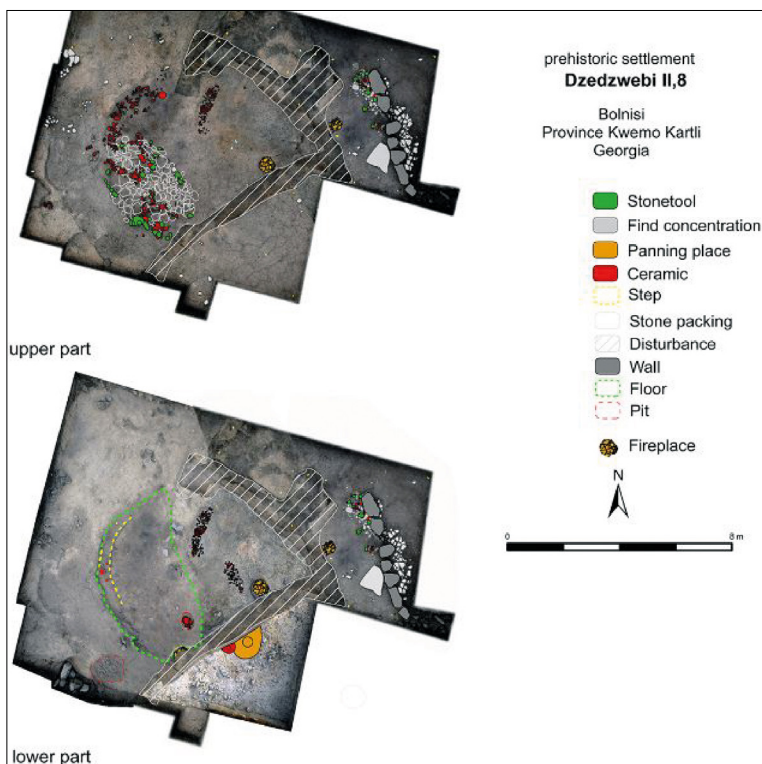 prehistoric settlement
Dzedzwebi II,8
Bolnisi
Province Kwemo Kartli
Georgia
Stonetool
Find concentration
Panning place
Ceramic
Step
Stone packing
Disturbance
Wall
Floor
Pit
Fireplace
N
0 8 m
upper part
lower part